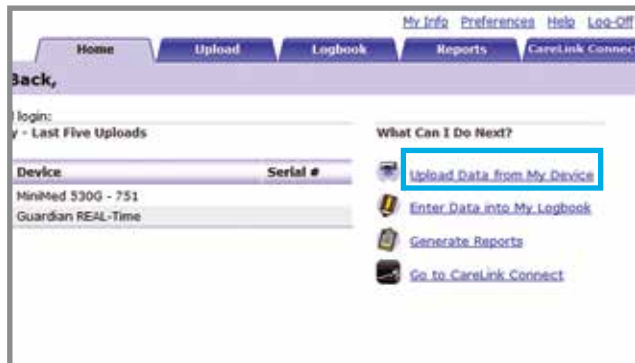 My Info Preferences Help Log-Off
Home Upload Logbook Reports CareLink Connect
Back,
login:
y - Last Five Uploads
What Can I Do Next?
Device Serial #
Upload Data from My Device
MiniMed 530G - 751
Enter Data into My Logbook
Guardian REAL-Time
Generate Reports
Go to CareLink Connect